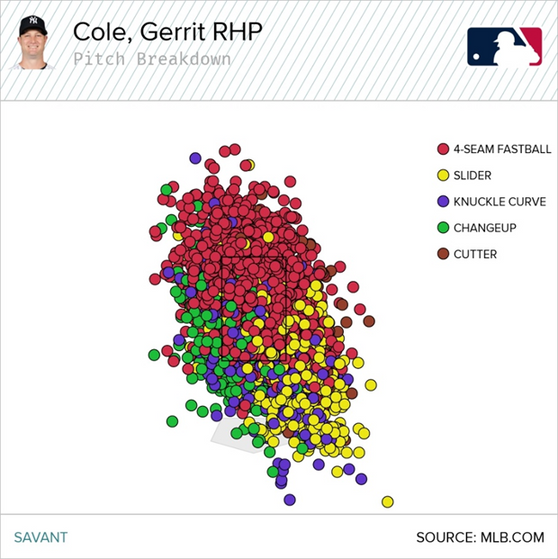 Cole, Gerrit RHP
Pitch Breakdown
4-SEAM FASTBALL
SLIDER
KNUCKLE CURVE
CHANGEUP
CUTTER
SAVANT
SOURCE: MLB.COM